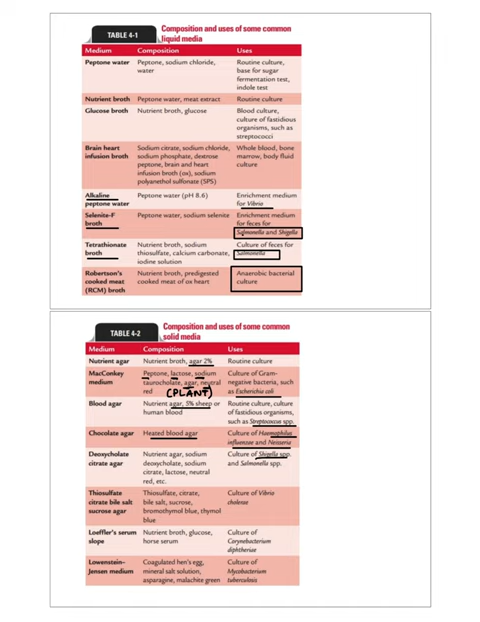 TABLE 4-1
Composition and uses of some common
liquid media
Medium Composition Uses
Peptone water Peptone, sodium chloride, Routine culture,
water base for sugar
fermentation test,
indole test
Nutrient broth Peptone water, meat extract Routine culture
Glucose broth Nutrient broth, glucose Blood culture,
culture of fastidious
organisms, such as
streptococci
Brain heart Sodium citrate, sodium chloride, Whole blood, bone
infusion broth sodium phosphate, dextrose marrow, body fluid
peptone, brain and heart culture
infusion broth (ox), sodium
polyanethol sulfonate (SPS)
Alkaline Peptone water (pH 8.6) Enrichment medium
peptone water for Vibrio
Selenite-F Peptone water, sodium selenite Enrichment medium
broth for feces for
Salmonella and Shigella
Tetrathionate Nutrient broth, sodium Culture of feces for
broth thiosulfate, calcium carbonate, Salmonella
iodine solution
Robertson's Nutrient broth, predigested Anaerobic bacterial
cooked meat cooked meat of ox heart culture
(RCM) broth
TABLE 4-2
Composition and uses of some common
solid media
Medium Composition Uses
Nutrient agar Nutrient broth, agar 2% Routine culture
MacConkey Peptone, lactose, sodium Culture of Gram-
medium taurocholate, agar, neutral negative bacteria, such
red (PLANT) as Escherichia coli
Blood agar Nutrient agar, 5% sheep or Routine culture, culture
human blood of fastidious organisms,
such as Streptococcus spp.
Chocolate agar Heated blood agar Culture of Haemophilus
influenzae and Neisseria
Deoxycholate Nutrient agar, sodium Culture of Shigella spp.
citrate agar deoxycholate, sodium and Salmonella spp.
citrate, lactose, neutral
red, etc.
Thiosulfate Thiosulfate, citrate, Culture of Vibrio
citrate bile salt bile salt, sucrose, cholerae
sucrose agar bromothymol blue, thymol
blue
Loeffler's serum Nutrient broth, glucose, Culture of
slope horse serum Corynebacterium
diphtheriae
Lowenstein– Coagulated hen's egg, Culture of
Jensen medium mineral salt solution, Mycobacterium
asparagine, malachite green tuberculosis